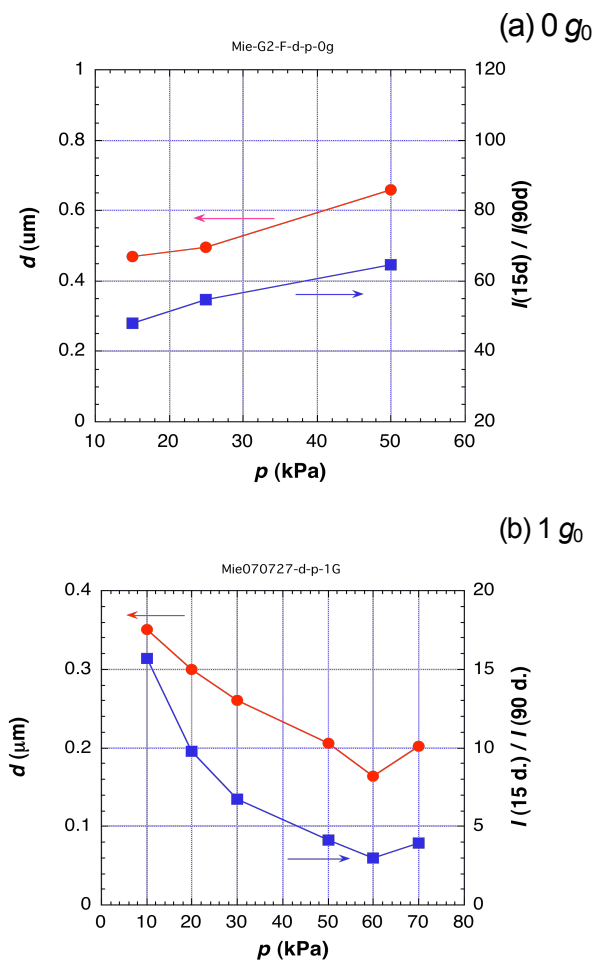 (a) 0 g₀
Mie-G2-F-d-p-0g
1
0.8
0.6
0.4
0.2
0
d (um)
120
100
80
60
40
20
I(15d) / I(90d)
10 20 30 40 50 60
p (kPa)
(b) 1 g₀
Mie070727-d-p-1G
0.4
0.3
0.2
0.1
0
d (μm)
20
15
10
5
0
I (15 d.) / I (90 d.)
0 10 20 30 40 50 60 70 80
p (kPa)